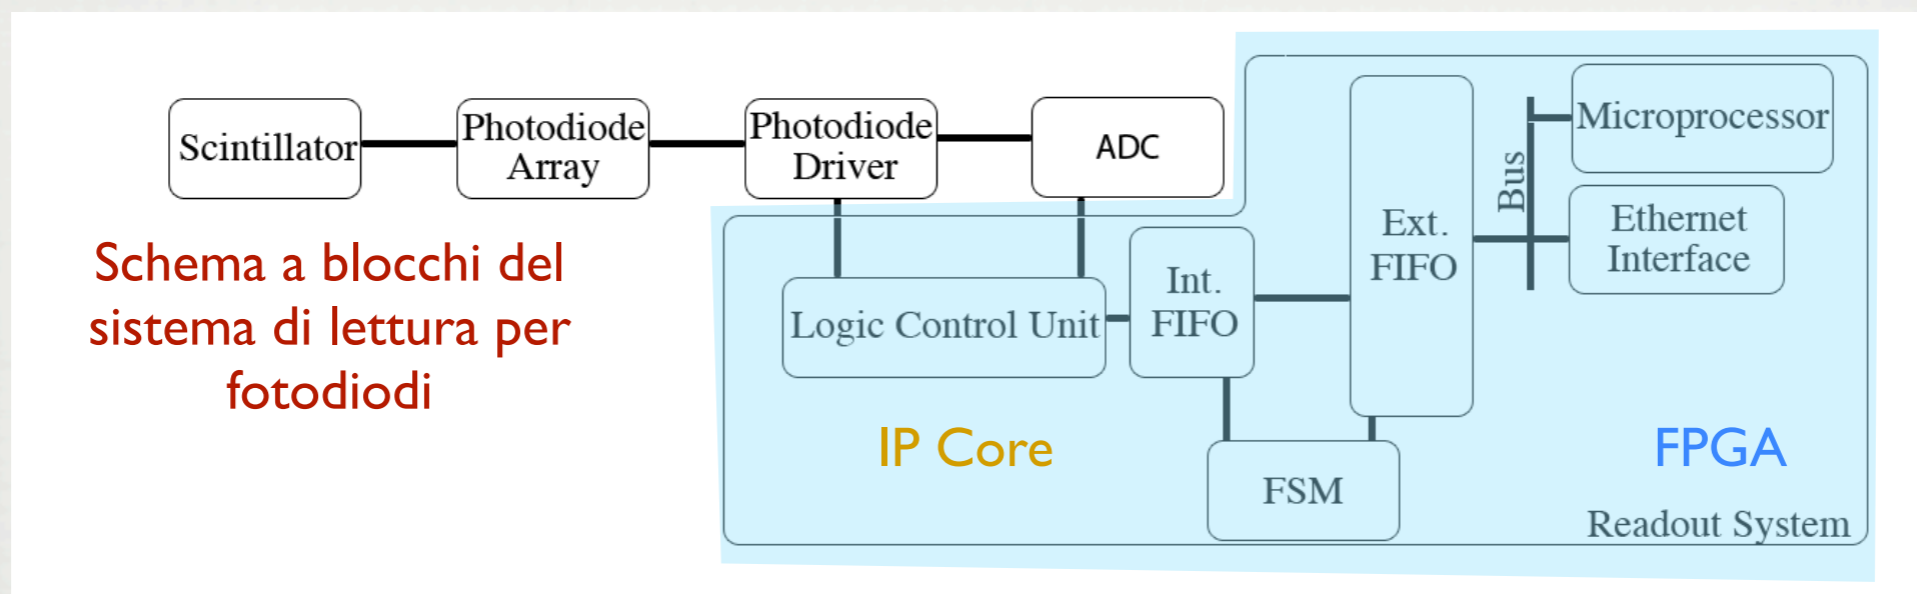 Scintillator
Photodiode
Array
Photodiode
Driver
ADC
Microprocessor
Bus
Ethernet
Interface
Ext.
FIFO
Int.
FIFO
Logic Control Unit
FSM
Schema a blocchi del
sistema di lettura per
fotodiodi
IP Core
FPGA
Readout System